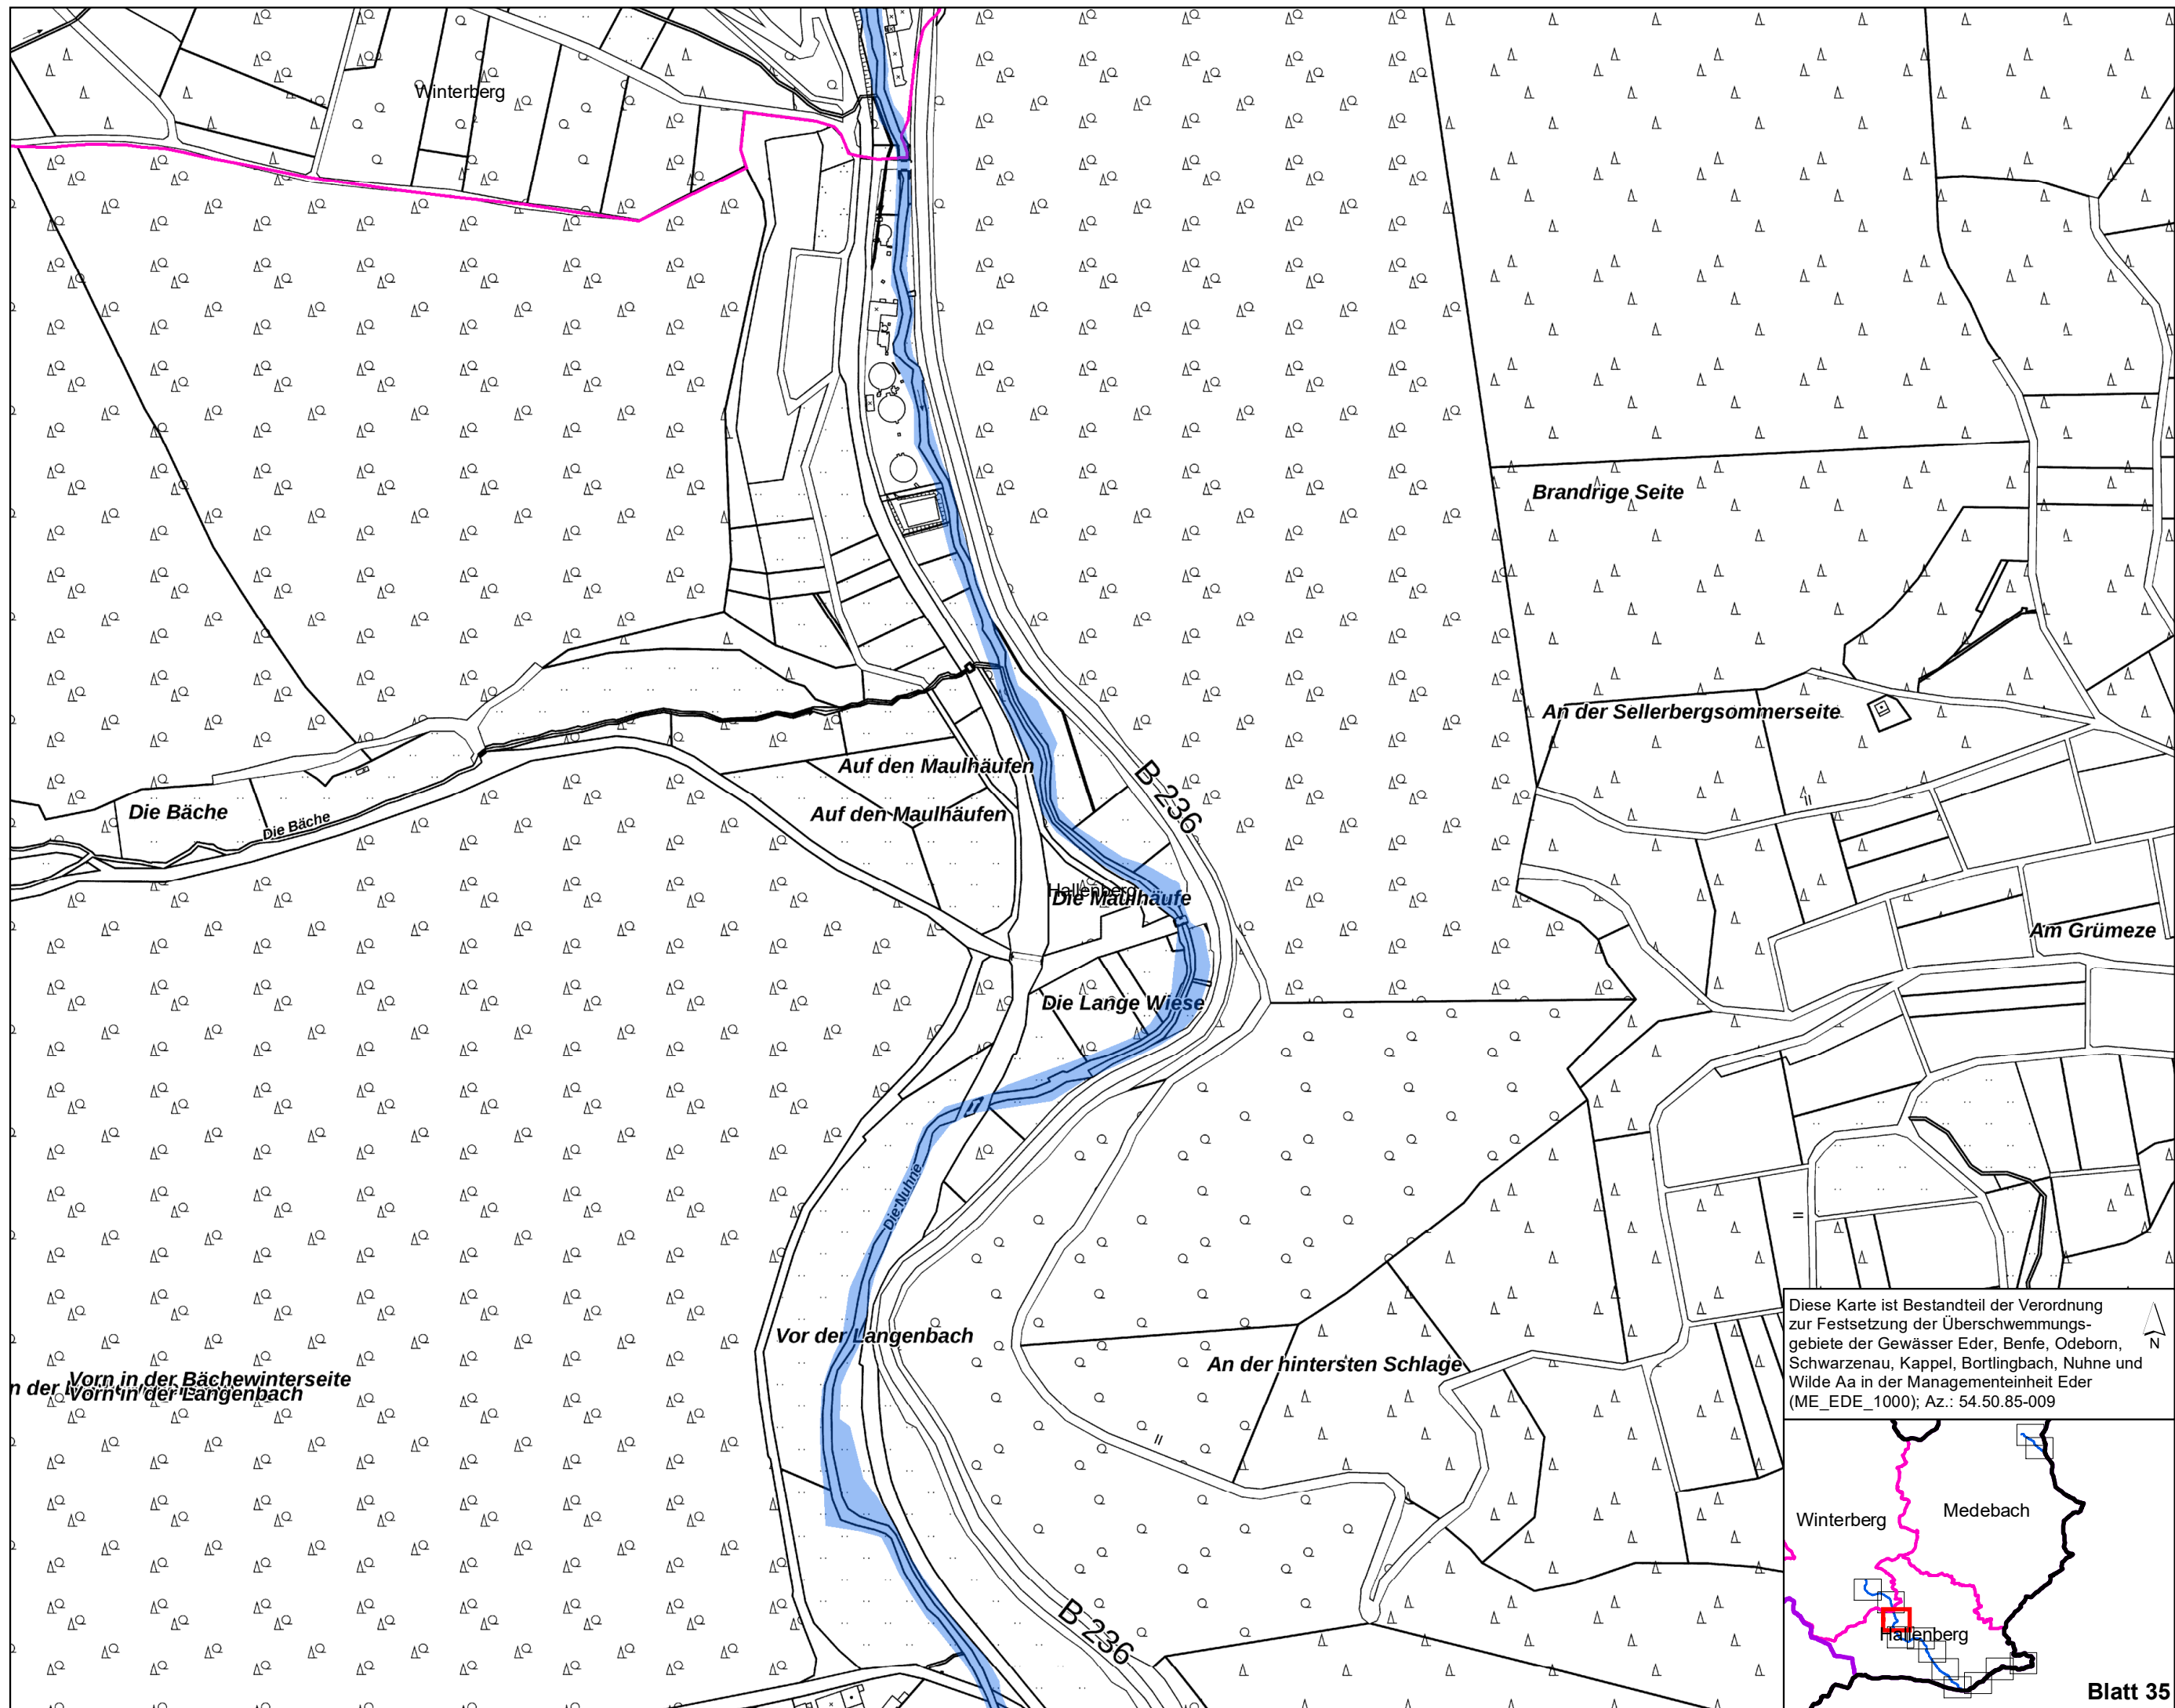 Winterberg
Brandrige Seite
An der Sellerbergsommerseite
Auf den Maulhäufen
B 236
Die Bäche
Die Bäche
Auf den Maulhäufen
Hallenberg
Die Maulhäufe
Am Grümeze
Die Lange Wiese
Die Nuhne
Vor der Langenbach
An der hintersten Schlage
Vorn in der Bächewinterseite
n der
Vorn in der Langenbach
B 236
Diese Karte ist Bestandteil der Verordnung
zur Festsetzung der Überschwemmungs-
gebiete der Gewässer Eder, Benfe, Odeborn,
Schwarzenau, Kappel, Bortlingbach, Nuhne und
Wilde Aa in der Managementeinheit Eder
(ME_EDE_1000); Az.: 54.50.85-009
N
Medebach
Winterberg
Hallenberg
Blatt 35